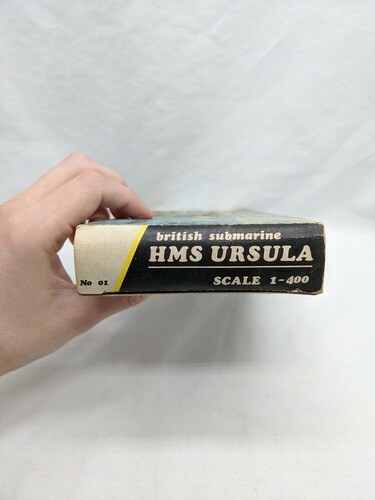 british submarine
HMS URSULA
No 01
SCALE 1-400